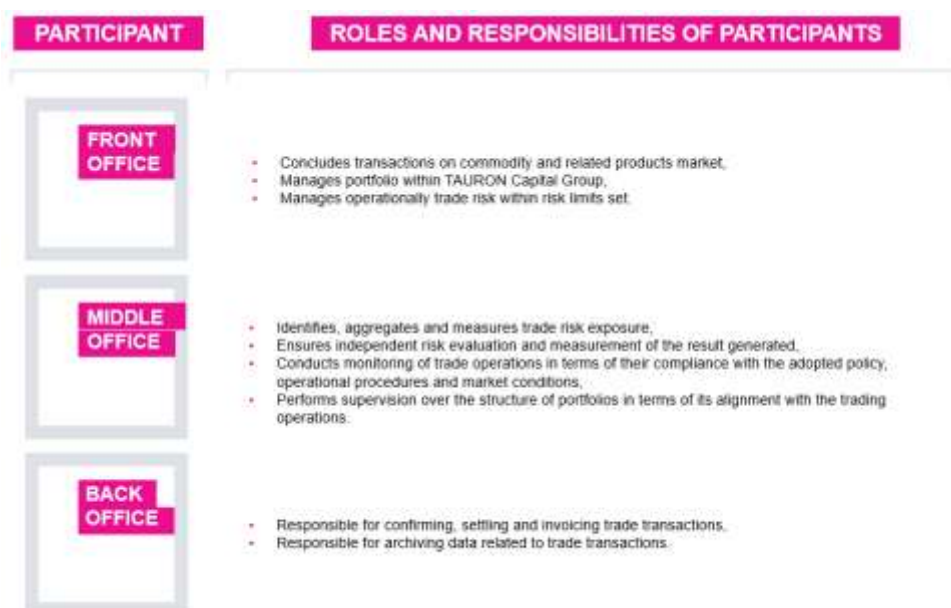 PARTICIPANT
ROLES AND RESPONSIBILITIES OF PARTICIPANTS
FRONT
OFFICE
• Concludes transactions on commodity and related products market,
• Manages portfolio within TAURON Capital Group,
• Manages operationally trade risk within risk limits set.
MIDDLE
OFFICE
• Identifies, aggregates and measures trade risk exposure,
• Ensures independent risk evaluation and measurement of the result generated,
• Conducts monitoring of trade operations in terms of their compliance with the adopted policy,
operational procedures and market conditions,
• Performs supervision over the structure of portfolios in terms of its alignment with the trading
operations.
BACK
OFFICE
• Responsible for confirming, settling and invoicing trade transactions,
• Responsible for archiving data related to trade transactions.